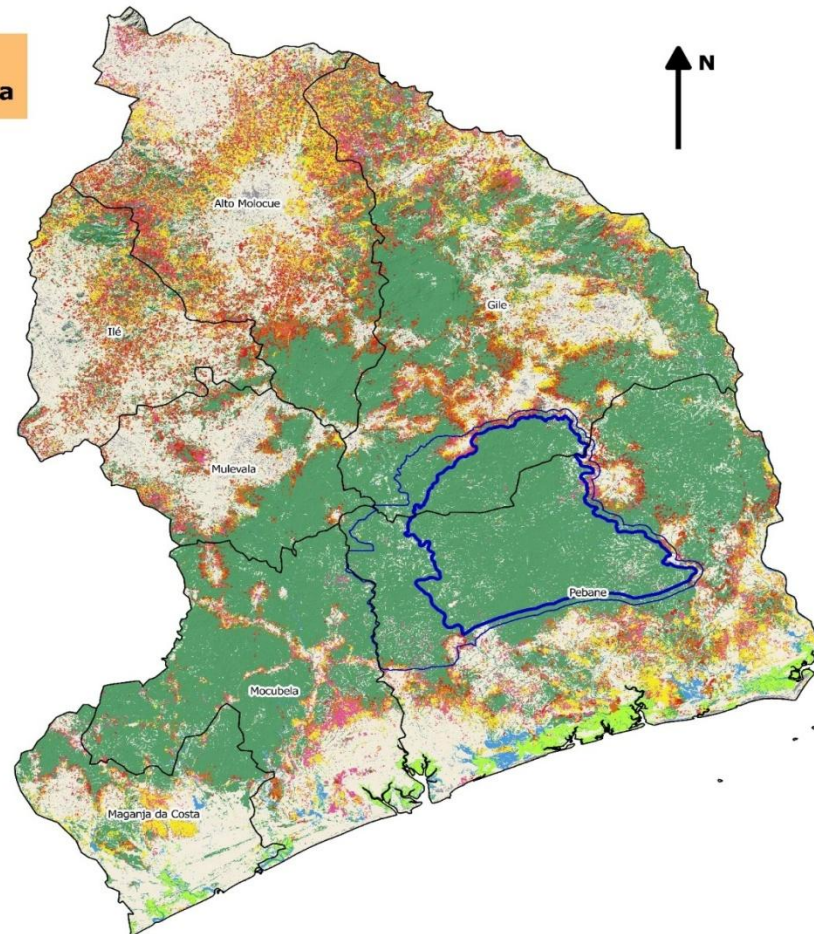 a
N
Alto Molocue
Gile
Ilé
Mulevala
Pebane
Mocubela
Maganja da Costa